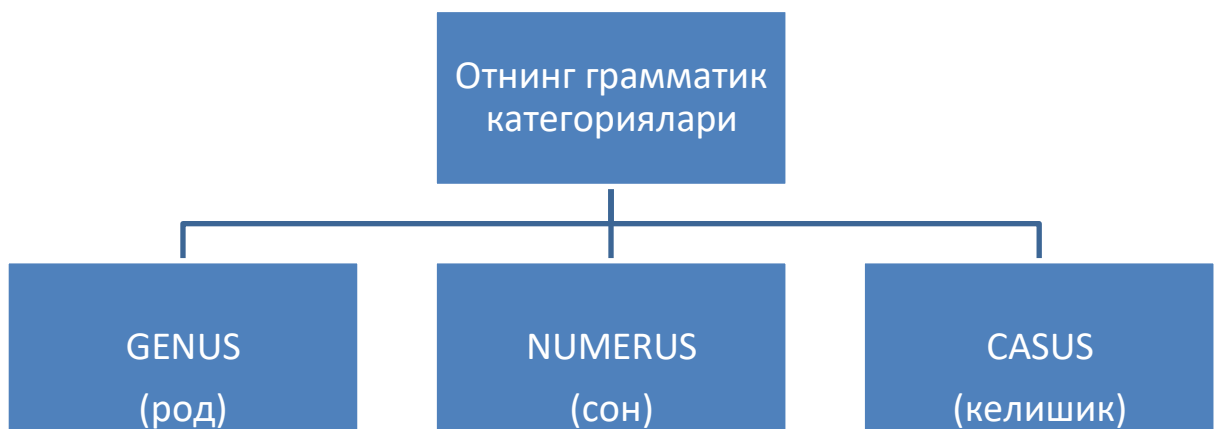 Отнинг грамматик
категориялари
GENUS
(род)
NUMERUS
(сон)
CASUS
(келишик)